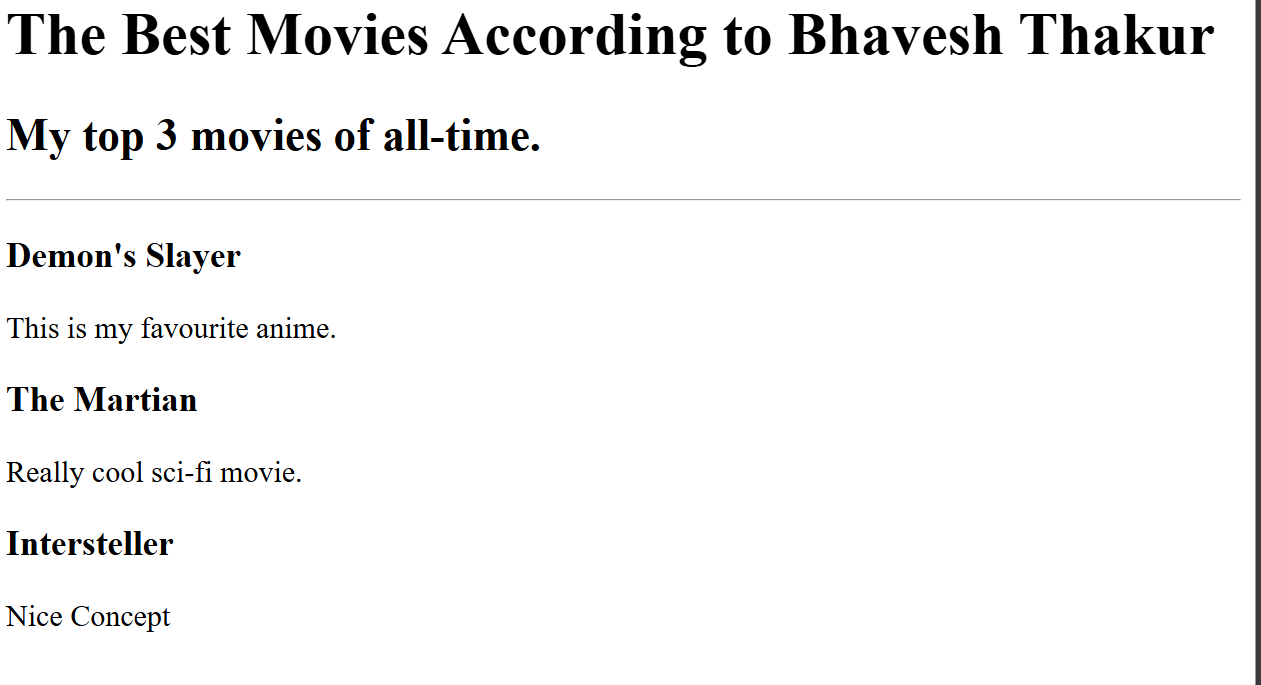 The Best Movies According to Bhavesh Thakur
My top 3 movies of all-time.
Demon's Slayer
This is my favourite anime.
The Martian
Really cool sci-fi movie.
Intersteller
Nice Concept